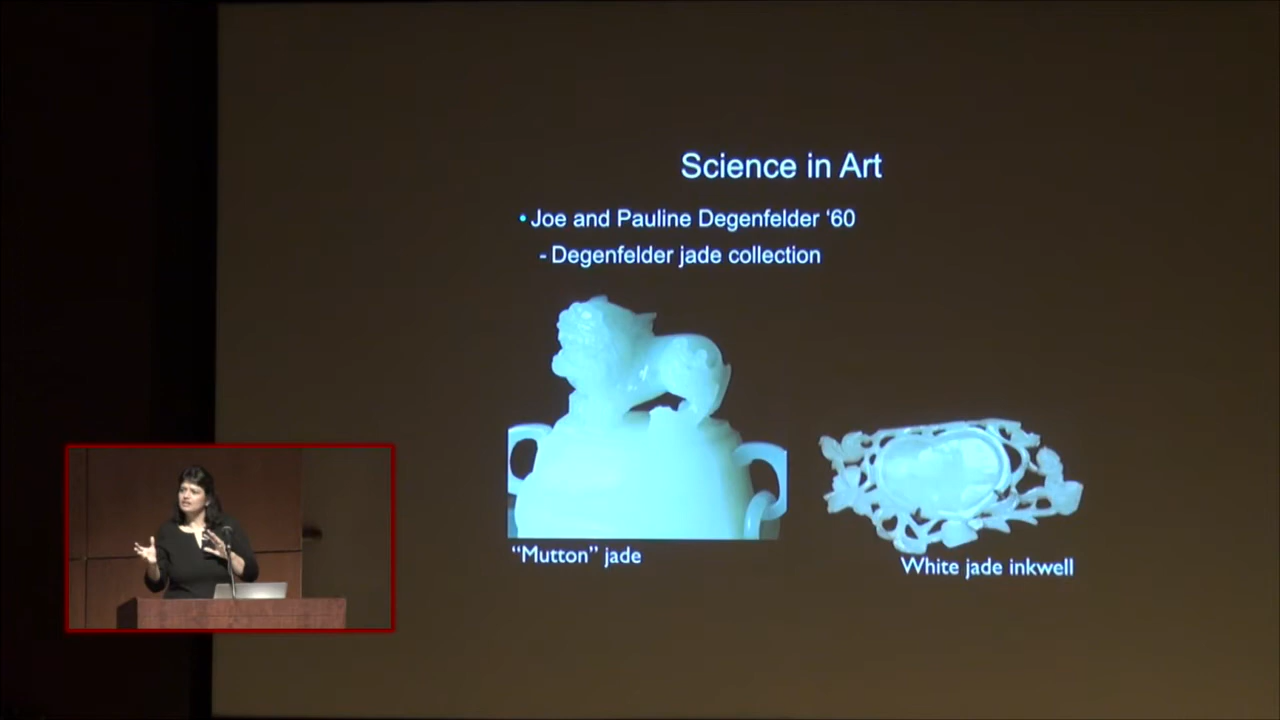 Science in Art
• Joe and Pauline Degenfelder ‘60
- Degenfelder jade collection
“Mutton” jade
White jade inkwell